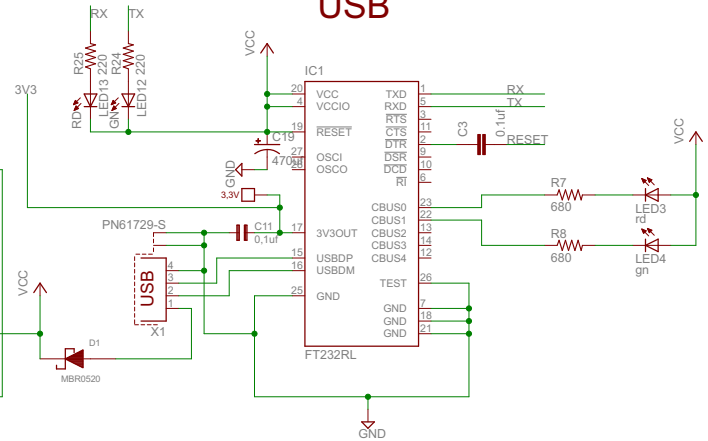 USB
RX
TX
R25
220
R24
220
LED13
LED12
RD
GN
3V3
VCC
IC1
20
VCC
TXD
1
RX
4
VCCIO
RXD
5
TX
RTS
3
19
RESET
CTS
11
DTR
2
C3
0.1uf
RESET
C19
470uf
27
OSCI
DSR
9
28
OSCO
DCD
10
RI
6
GND
3,3V
CBUS0
23
R7
680
LED3
rd
VCC
CBUS1
22
PN61729-S
C11
0,1uf
17
3V3OUT
CBUS2
13
R8
680
LED4
gn
CBUS3
14
15
USBDP
CBUS4
12
16
USBDM
USB
4
3
2
1
X1
TEST
26
25
GND
GND
7
GND
18
GND
21
VCC
D1
MBR0520
FT232RL
GND